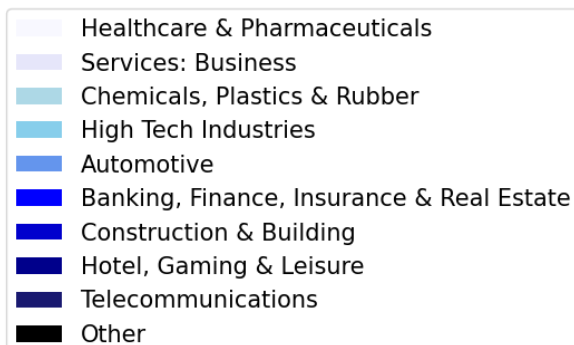 Healthcare & Pharmaceuticals
Services: Business
Chemicals, Plastics & Rubber
High Tech Industries
Automotive
Banking, Finance, Insurance & Real Estate
Construction & Building
Hotel, Gaming & Leisure
Telecommunications
Other